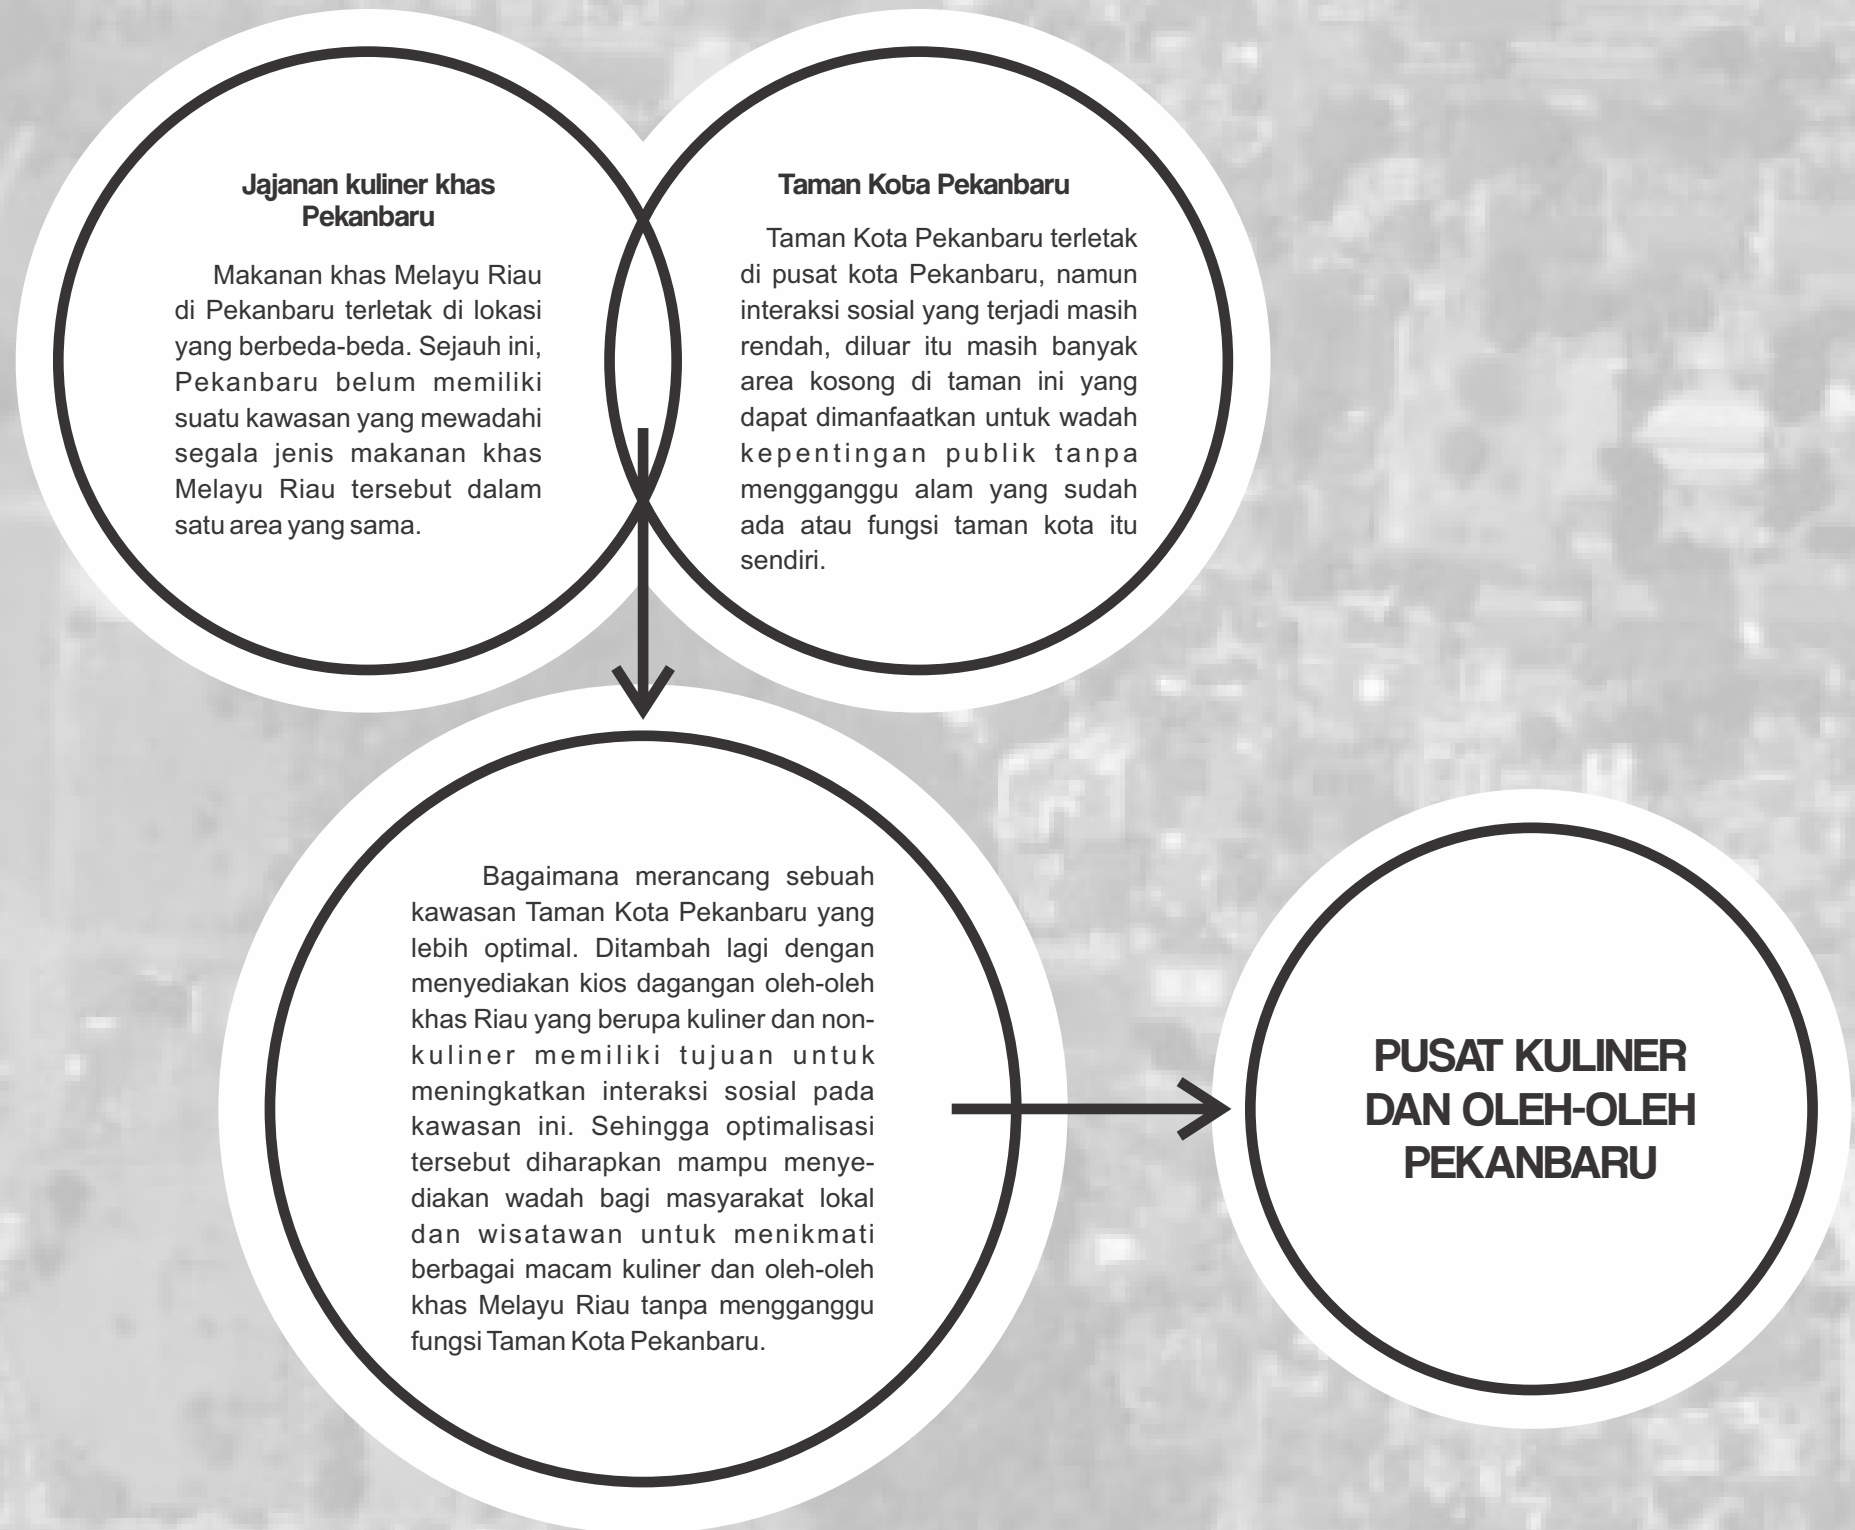 Jajanan kuliner khas
Pekanbaru
Makanan khas Melayu Riau
di Pekanbaru terletak di lokasi
yang berbeda-beda. Sejauh ini,
Pekanbaru belum memiliki
suatu kawasan yang mewadahi
segala jenis makanan khas
Melayu Riau tersebut dalam
satu area yang sama.
Taman Kota Pekanbaru
Taman Kota Pekanbaru terletak
di pusat kota Pekanbaru, namun
interaksi sosial yang terjadi masih
rendah, diluar itu masih banyak
area kosong di taman ini yang
dapat dimanfaatkan untuk wadah
kepentingan publik tanpa
mengganggu alam yang sudah
ada atau fungsi taman kota itu
sendiri.
Bagaimana merancang sebuah
kawasan Taman Kota Pekanbaru yang
lebih optimal. Ditambah lagi dengan
menyediakan kios dagangan oleh-oleh
khas Riau yang berupa kuliner dan non-
kuliner memiliki tujuan untuk
meningkatkan interaksi sosial pada
kawasan ini. Sehingga optimalisasi
tersebut diharapkan mampu menye-
diakan wadah bagi masyarakat lokal
dan wisatawan untuk menikmati
berbagai macam kuliner dan oleh-oleh
khas Melayu Riau tanpa mengganggu
fungsi Taman Kota Pekanbaru.
PUSAT KULINER
DAN OLEH-OLEH
PEKANBARU